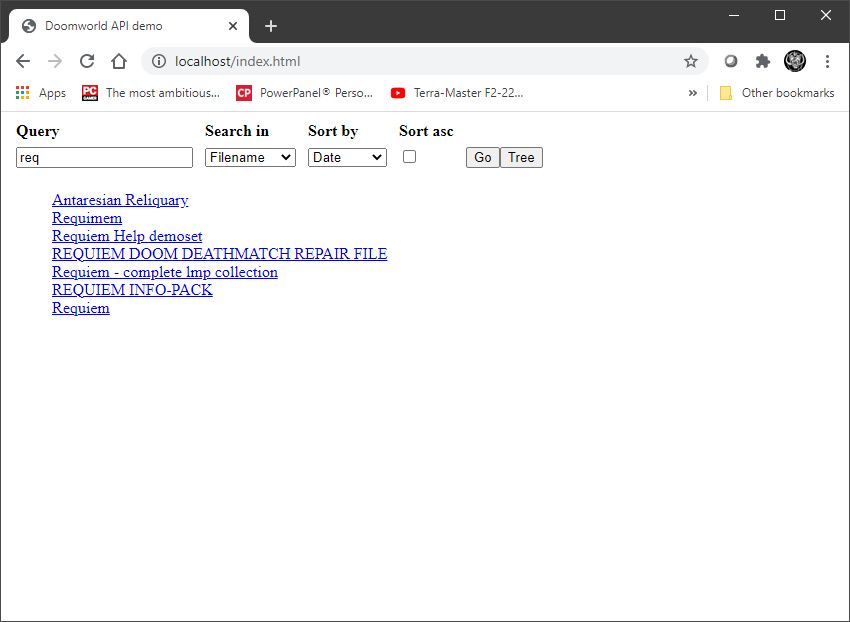 Doomworld API demo
localhost/index.html
Apps PC GAMER The most ambitious... CP PowerPanel® Perso... Terra-Master F2-22... » Other bookmarks
Query Search in Sort by Sort asc
req Filename Date Go Tree
Antaresian Reliquary
Requimem
Requiem Help demoset
REQUIEM DOOM DEATHMATCH REPAIR FILE
Requiem - complete lmp collection
REQUIEM INFO-PACK
Requiem